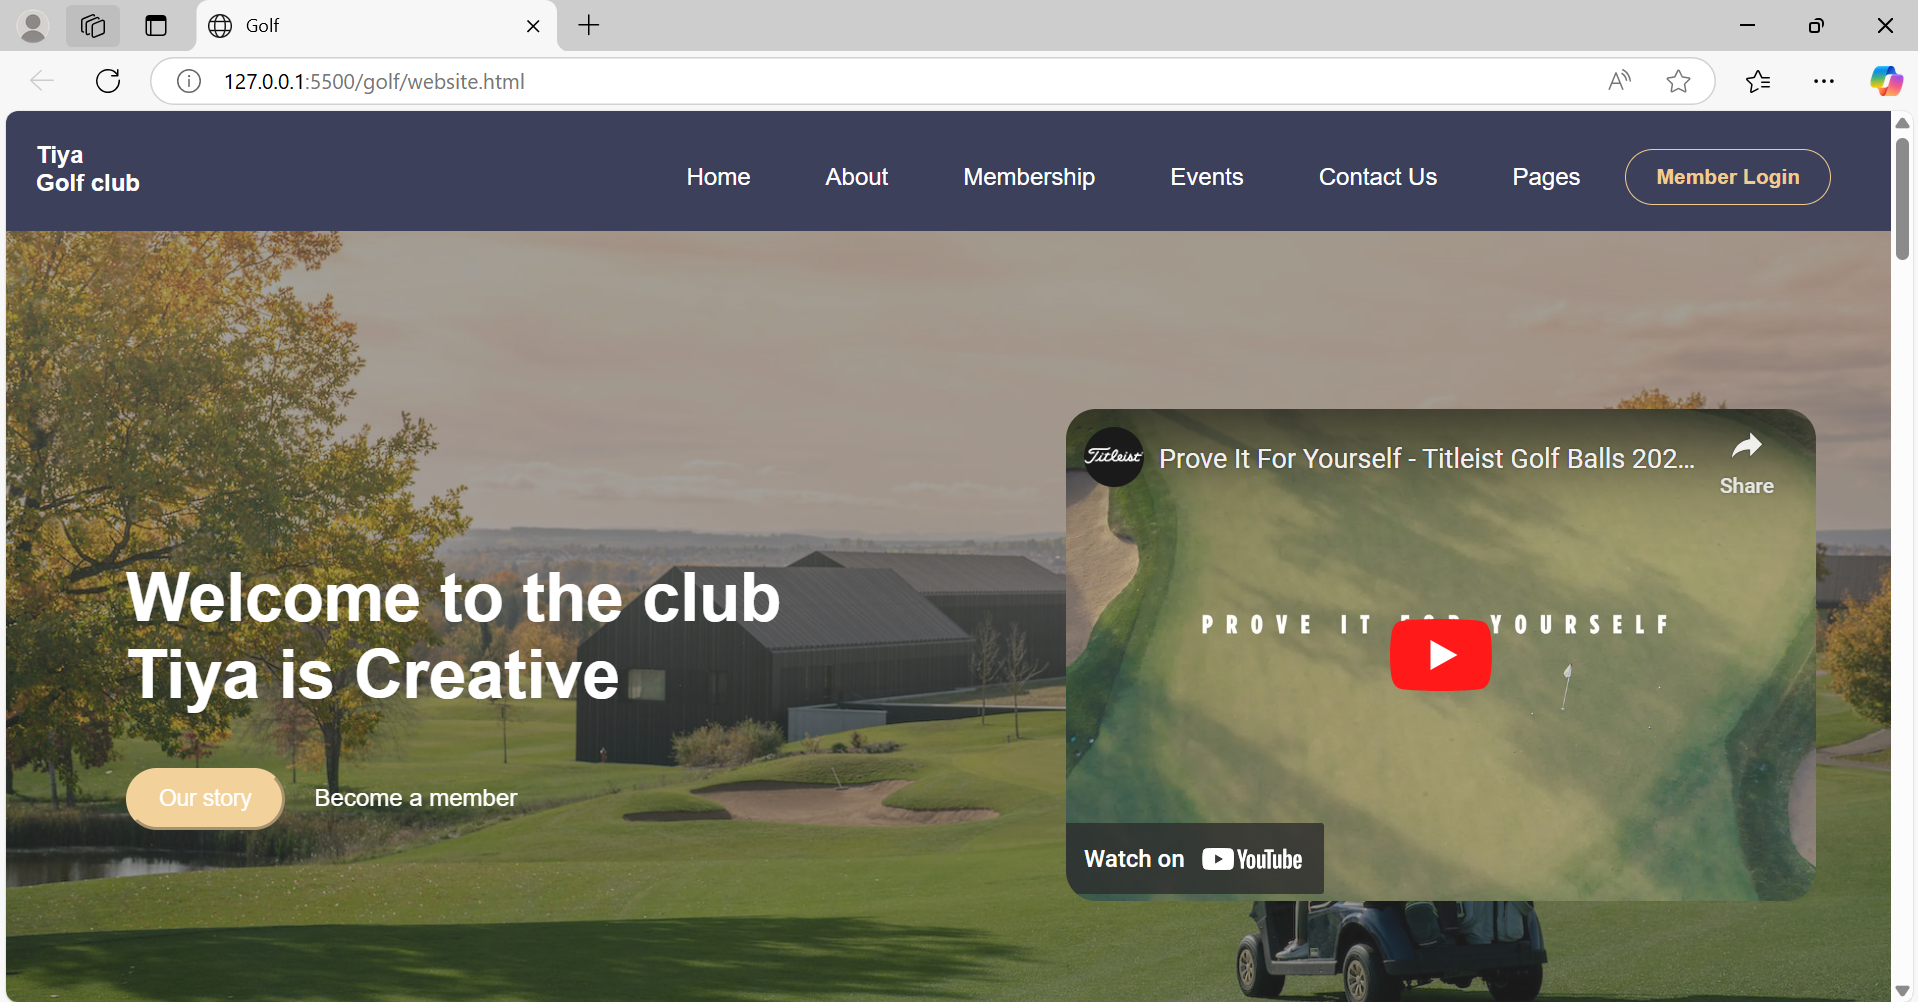 Golf
127.0.0.1:5500/golf/website.html
Tiya
Golf club
Home About Membership Events Contact Us Pages Member Login
Titleist
Prove It For Yourself - Titleist Golf Balls 202...
Share
PROVE IT YOURSELF
Welcome to the club
Tiya is Creative
Our story Become a member
Watch on YouTube